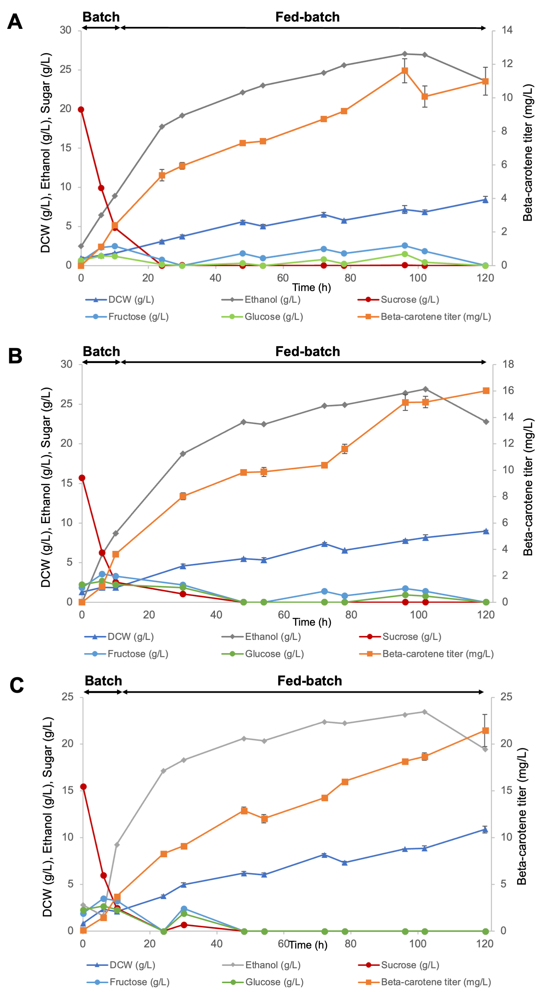 A
Batch
Fed-batch
30
25
20
15
10
5
0
DCW (g/L), Ethanol (g/L), Sugar (g/L)
14
12
10
8
6
4
2
0
Beta-carotene titer (mg/L)
0 20 40 60 80 100 120
Time (h)
DCW (g/L) Ethanol (g/L) Sucrose (g/L)
Fructose (g/L) Glucose (g/L) Beta-carotene titer (mg/L)
B
Batch
Fed-batch
30
25
20
15
10
5
0
DCW (g/L), Ethanol (g/L), Sugar (g/L)
18
16
14
12
10
8
6
4
2
0
Beta-carotene titer (mg/L)
0 20 40 60 80 100 120
Time (h)
DCW (g/L) Ethanol (g/L) Sucrose (g/L)
Fructose (g/L) Glucose (g/L) Beta-carotene titer (mg/L)
C
Batch
Fed-batch
25
20
15
10
5
0
DCW (g/L), Ethanol (g/L), Sugar (g/L)
25
20
15
10
5
0
Beta-carotene titer (mg/L)
0 20 40 60 80 100 120
Time (h)
DCW (g/L) Ethanol (g/L) Sucrose (g/L)
Fructose (g/L) Glucose (g/L) Beta-carotene titer (mg/L)